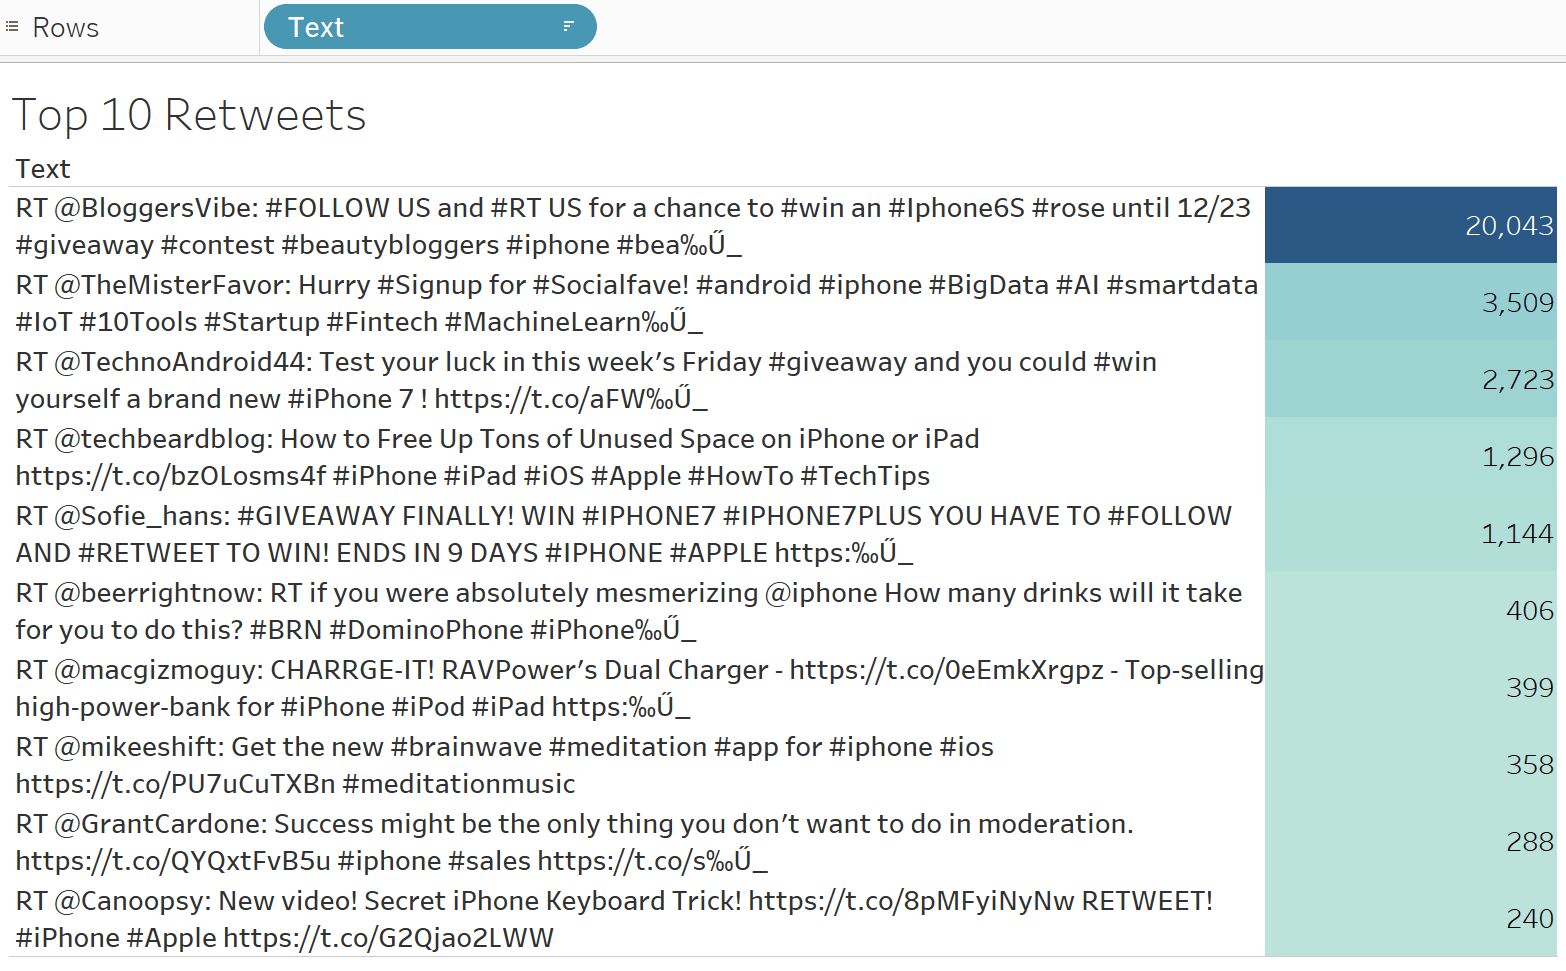 Rows
Text
Top 10 Retweets
Text
RT @BloggersVibe: #FOLLOW US and #RT US for a chance to #win an #Iphone6S #rose until 12/23
#giveaway #contest #beautybloggers #iphone #bea‰Ű_
20,043
RT @TheMisterFavor: Hurry #Signup for #Socialfave! #android #iphone #BigData #AI #smartdata
#IoT #10Tools #Startup #Fintech #MachineLearn‰Ű_
3,509
RT @TechnoAndroid44: Test your luck in this week’s Friday #giveaway and you could #win
yourself a brand new #iPhone 7 ! https://t.co/aFW‰Ű_
2,723
RT @techbeardblog: How to Free Up Tons of Unused Space on iPhone or iPad
https://t.co/bzOLosms4f #iPhone #iPad #iOS #Apple #HowTo #TechTips
1,296
RT @Sofie_hans: #GIVEAWAY FINALLY! WIN #IPHONE7 #IPHONE7PLUS YOU HAVE TO #FOLLOW
AND #RETWEET TO WIN! ENDS IN 9 DAYS #IPHONE #APPLE https:‰Ű_
1,144
RT @beerrightnow: RT if you were absolutely mesmerizing @iphone How many drinks will it take
for you to do this? #BRN #DominoPhone #iPhone‰Ű_
406
RT @macgizmoguy: CHARRGE-IT! RAVPower’s Dual Charger - https://t.co/0eEmkXrgpz - Top-selling
high-power-bank for #iPhone #iPod #iPad https:‰Ű_
399
RT @mikeeshift: Get the new #brainwave #meditation #app for #iphone #ios
https://t.co/PU7uCuTXBn #meditationmusic
358
RT @GrantCardone: Success might be the only thing you don’t want to do in moderation.
https://t.co/QYQxtFvB5u #iphone #sales https://t.co/s‰Ű_
288
RT @Canoopsy: New video! Secret iPhone Keyboard Trick! https://t.co/8pMFyiNyNw RETWEET!
#iPhone #Apple https://t.co/G2Qjao2LWW
240